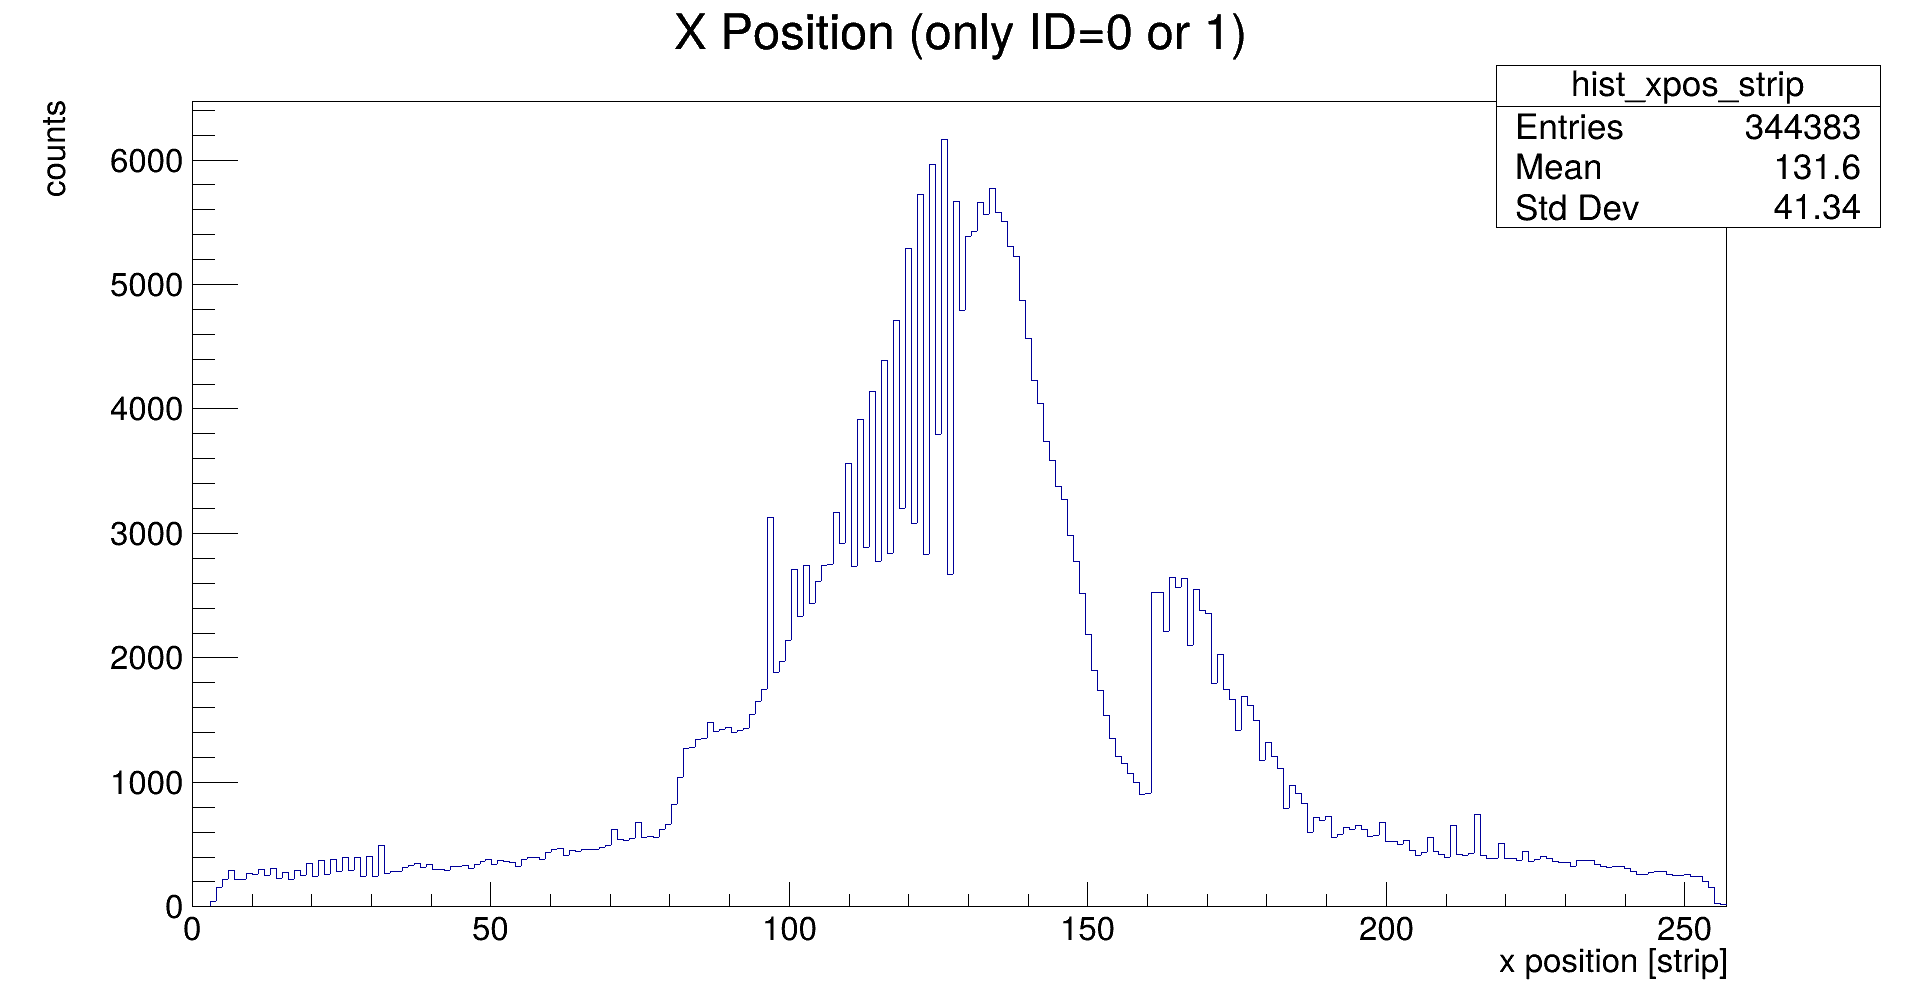 X Position (only ID=0 or 1)
hist_xpos_strip
Entries 344383
Mean 131.6
Std Dev 41.34
counts
6000
5000
4000
3000
2000
1000
0
0 50 100 150 200 250
x position [strip]